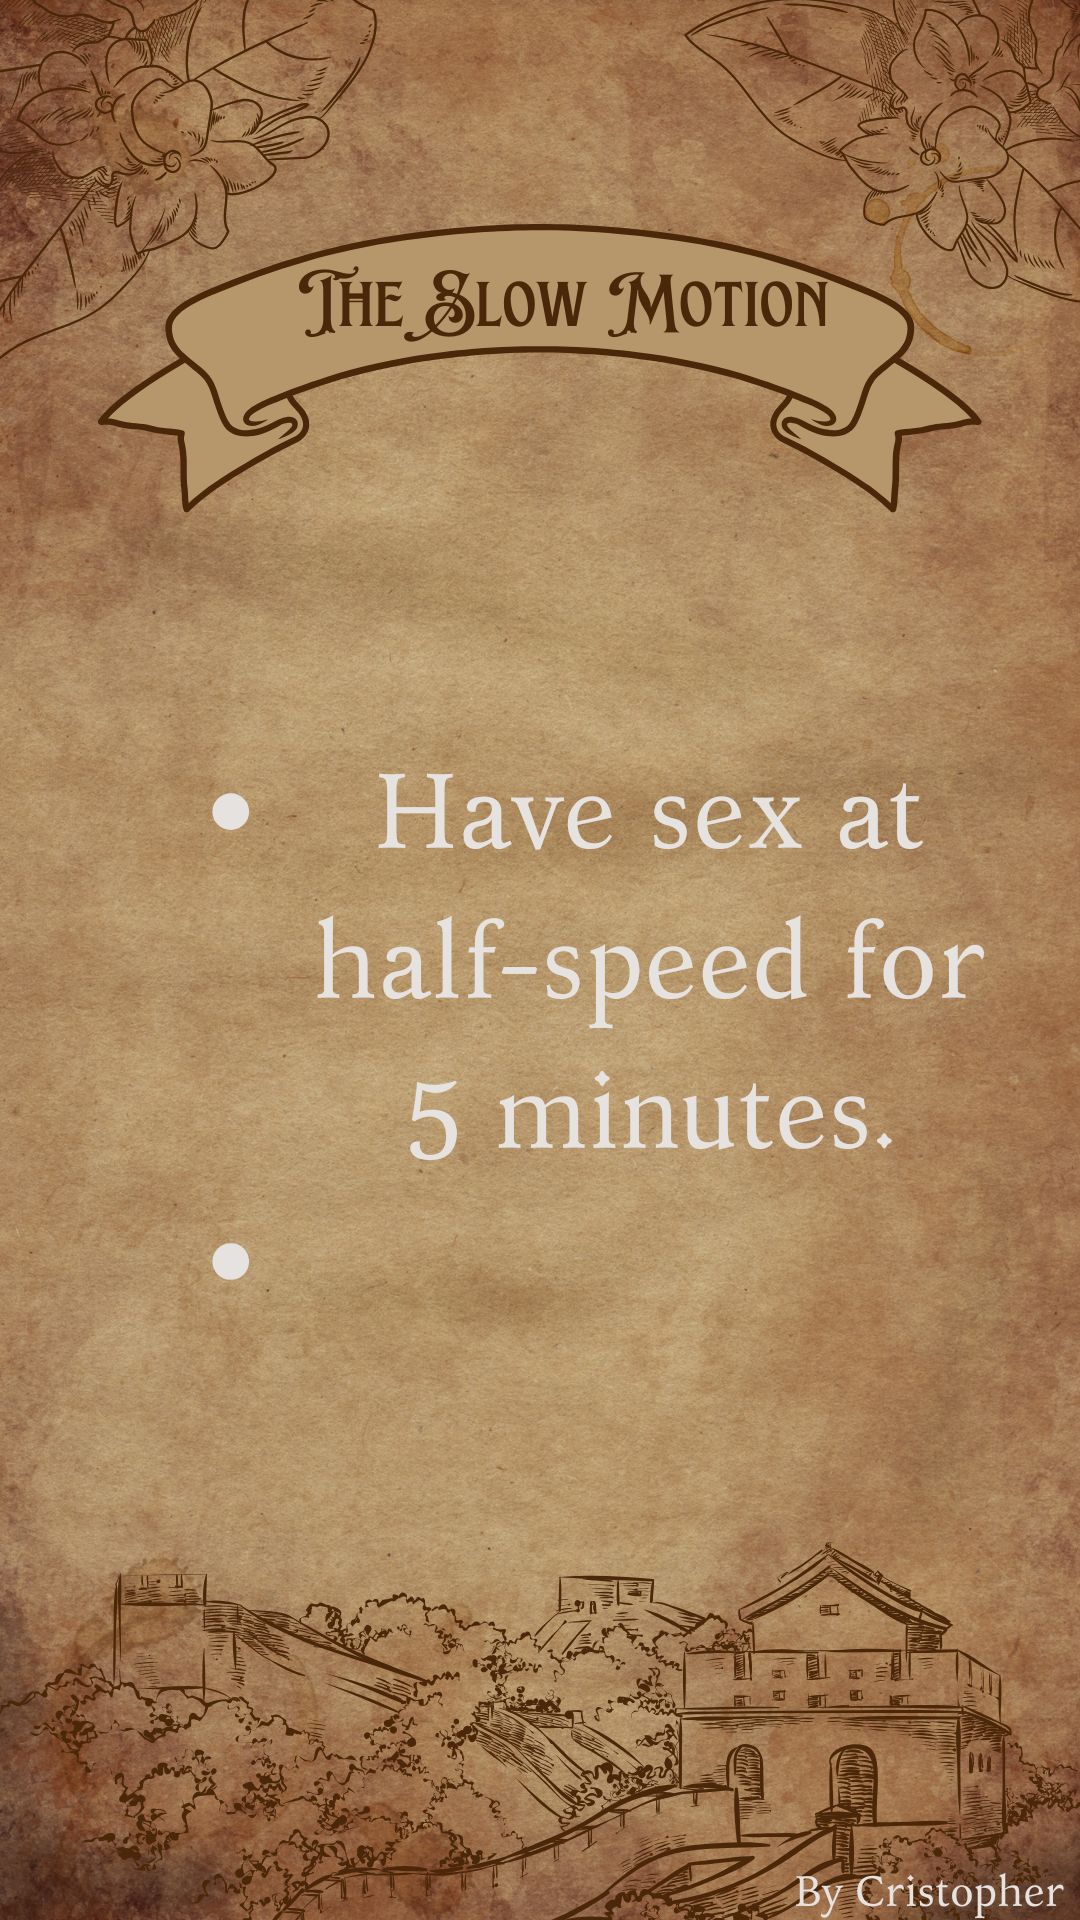 The Slow Motion
• Have sex at
half-speed for
5 minutes.
•
By Cristopher